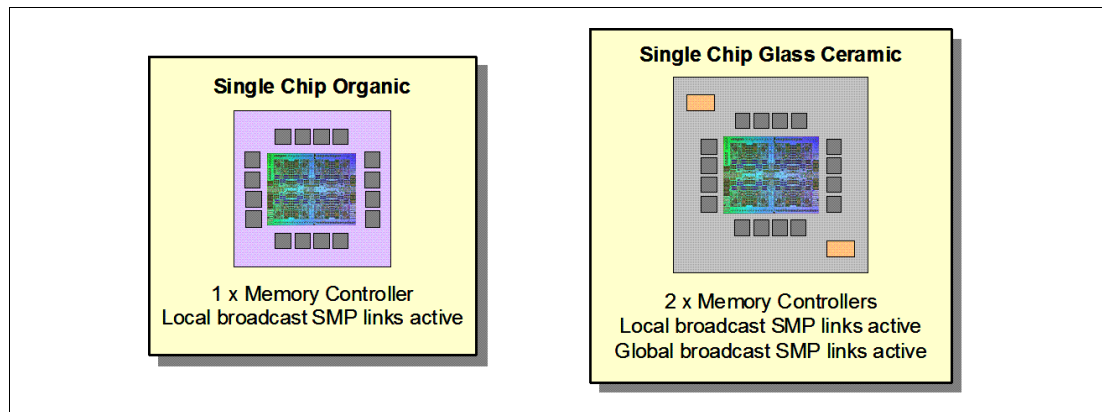 Single Chip Organic
1 x Memory Controller
Local broadcast SMP links active
Single Chip Glass Ceramic
2 x Memory Controllers
Local broadcast SMP links active
Global broadcast SMP links active